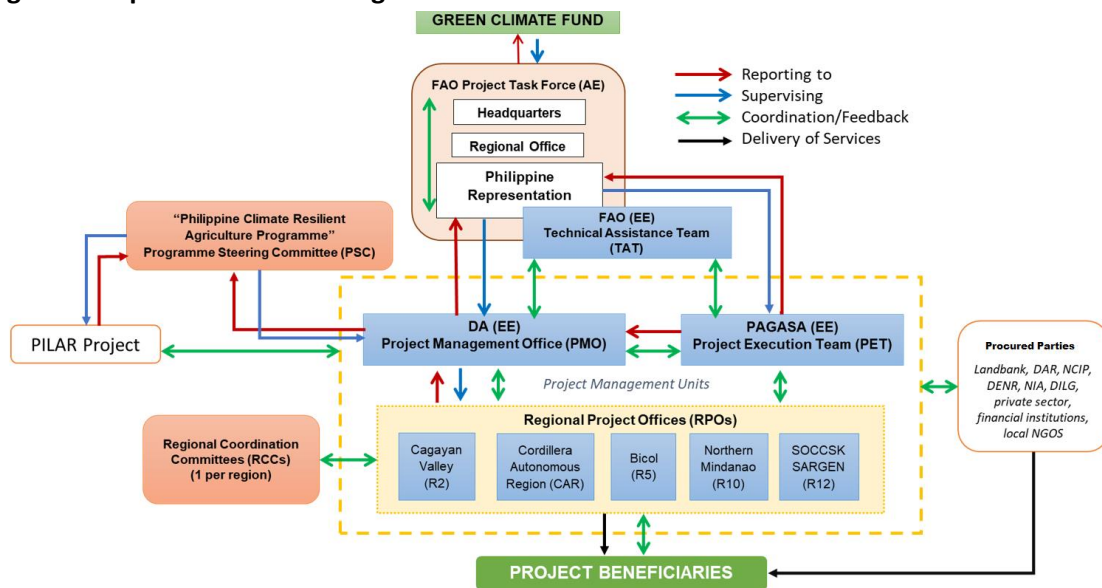 GREEN CLIMATE FUND
FAO Project Task Force (AE)
Headquarters
Regional Office
Philippine
Representation
FAO (EE)
Technical Assistance Team
(TAT)
Reporting to
Supervising
Coordination/Feedback
Delivery of Services
“Philippine Climate Resilient
Agriculture Programme”
Programme Steering Committee (PSC)
PILAR Project
DA (EE)
Project Management Office (PMO)
PAGASA (EE)
Project Execution Team (PET)
Project Management Units
Procured Parties
Landbank, DAR, NCIP,
DENR, NIA, DILG,
private sector,
financial institutions,
local NGOS
Regional Coordination
Committees (RCCs)
(1 per region)
Regional Project Offices (RPOs)
Cagayan
Valley
(R2)
Cordillera
Autonomous
Region (CAR)
Bicol
(R5)
Northern
Mindanao
(R10)
SOCCSK
SARGEN
(R12)
PROJECT BENEFICIARIES